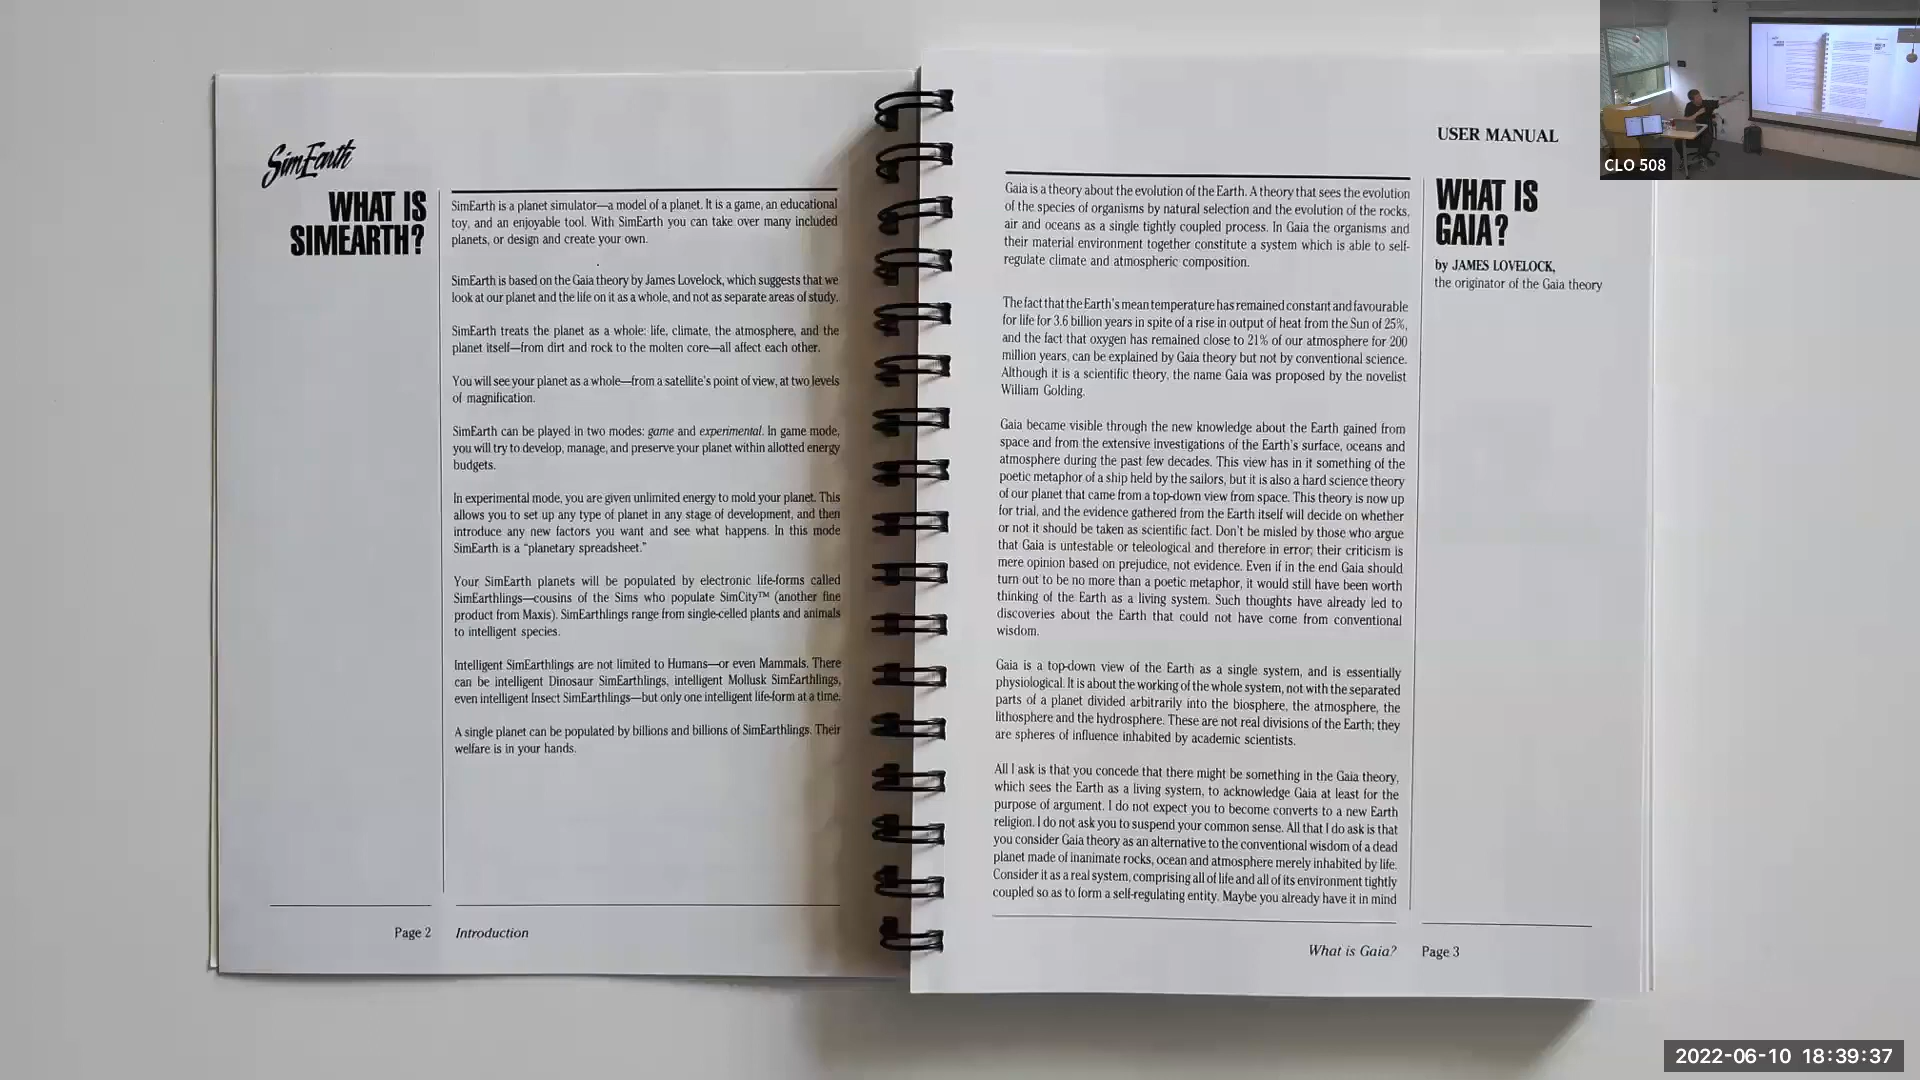 SimEarth
WHAT IS
SIMEARTH?
SimEarth is a planet simulator—a model of a planet. It is a game, an educational
toy, and an enjoyable tool. With SimEarth you can take over many included
planets, or design and create your own.
SimEarth is based on the Gaia theory by James Lovelock, which suggests that we
look at our planet and the life on it as a whole, and not as separate areas of study.
SimEarth treats the planet as a whole: life, climate, the atmosphere, and the
planet itself—from dirt and rock to the molten core—all affect each other.
You will see your planet as a whole—from a satellite's point of view, at two levels
of magnification.
SimEarth can be played in two modes: game and experimental. In game mode,
you will try to develop, manage, and preserve your planet within allotted energy
budgets.
In experimental mode, you are given unlimited energy to mold your planet. This
allows you to set up any type of planet in any stage of development, and then
introduce any new factors you want and see what happens. In this mode
SimEarth is a "planetary spreadsheet."
Your SimEarth planets will be populated by electronic life-forms called
SimEarthlings—cousins of the Sims who populate SimCity™ (another fine
product from Maxis). SimEarthlings range from single-celled plants and animals
to intelligent species.
Intelligent SimEarthlings are not limited to Humans—or even Mammals. There
can be intelligent Dinosaur SimEarthlings, intelligent Mollusk SimEarthlings,
even intelligent Insect SimEarthlings—but only one intelligent life-form at a time.
A single planet can be populated by billions and billions of SimEarthlings. Their
welfare is in your hands.
Page 2 Introduction
USER MANUAL
WHAT IS
GAIA?
by JAMES LOVELOCK,
the originator of the Gaia theory
Gaia is a theory about the evolution of the Earth. A theory that sees the evolution
of the species of organisms by natural selection and the evolution of the rocks,
air and oceans as a single tightly coupled process. In Gaia the organisms and
their material environment together constitute a system which is able to self-
regulate climate and atmospheric composition.
The fact that the Earth's mean temperature has remained constant and favourable
for life for 3.6 billion years in spite of a rise in output of heat from the Sun of 25%,
and the fact that oxygen has remained close to 21% of our atmosphere for 200
million years, can be explained by Gaia theory but not by conventional science.
Although it is a scientific theory, the name Gaia was proposed by the novelist
William Golding.
Gaia became visible through the new knowledge about the Earth gained from
space and from the extensive investigations of the Earth's surface, oceans and
atmosphere during the past few decades. This view has in it something of the
poetic metaphor of a ship held by the sailors, but it is also a hard science theory
of our planet that came from a top-down view from space. This theory is now up
for trial, and the evidence gathered from the Earth itself will decide on whether
or not it should be taken as scientific fact. Don't be misled by those who argue
that Gaia is untestable or teleological and therefore in error; their criticism is
mere opinion based on prejudice, not evidence. Even if in the end Gaia should
turn out to be no more than a poetic metaphor, it would still have been worth
thinking of the Earth as a living system. Such thoughts have already led to
discoveries about the Earth that could not have come from conventional
wisdom.
Gaia is a top-down view of the Earth as a single system, and is essentially
physiological. It is about the working of the whole system, not with the separated
parts of a planet divided arbitrarily into the biosphere, the atmosphere, the
lithosphere and the hydrosphere. These are not real divisions of the Earth; they
are spheres of influence inhabited by academic scientists.
All I ask is that you concede that there might be something in the Gaia theory,
which sees the Earth as a living system, to acknowledge Gaia at least for the
purpose of argument. I do not expect you to become converts to a new Earth
religion. I do not ask you to suspend your common sense. All that I do ask is that
you consider Gaia theory as an alternative to the conventional wisdom of a dead
planet made of inanimate rocks, ocean and atmosphere merely inhabited by life.
Consider it as a real system, comprising all of life and all of its environment tightly
coupled so as to form a self-regulating entity. Maybe you already have it in mind
What is Gaia? Page 3
CLO 508
2022-06-10 18:39:37